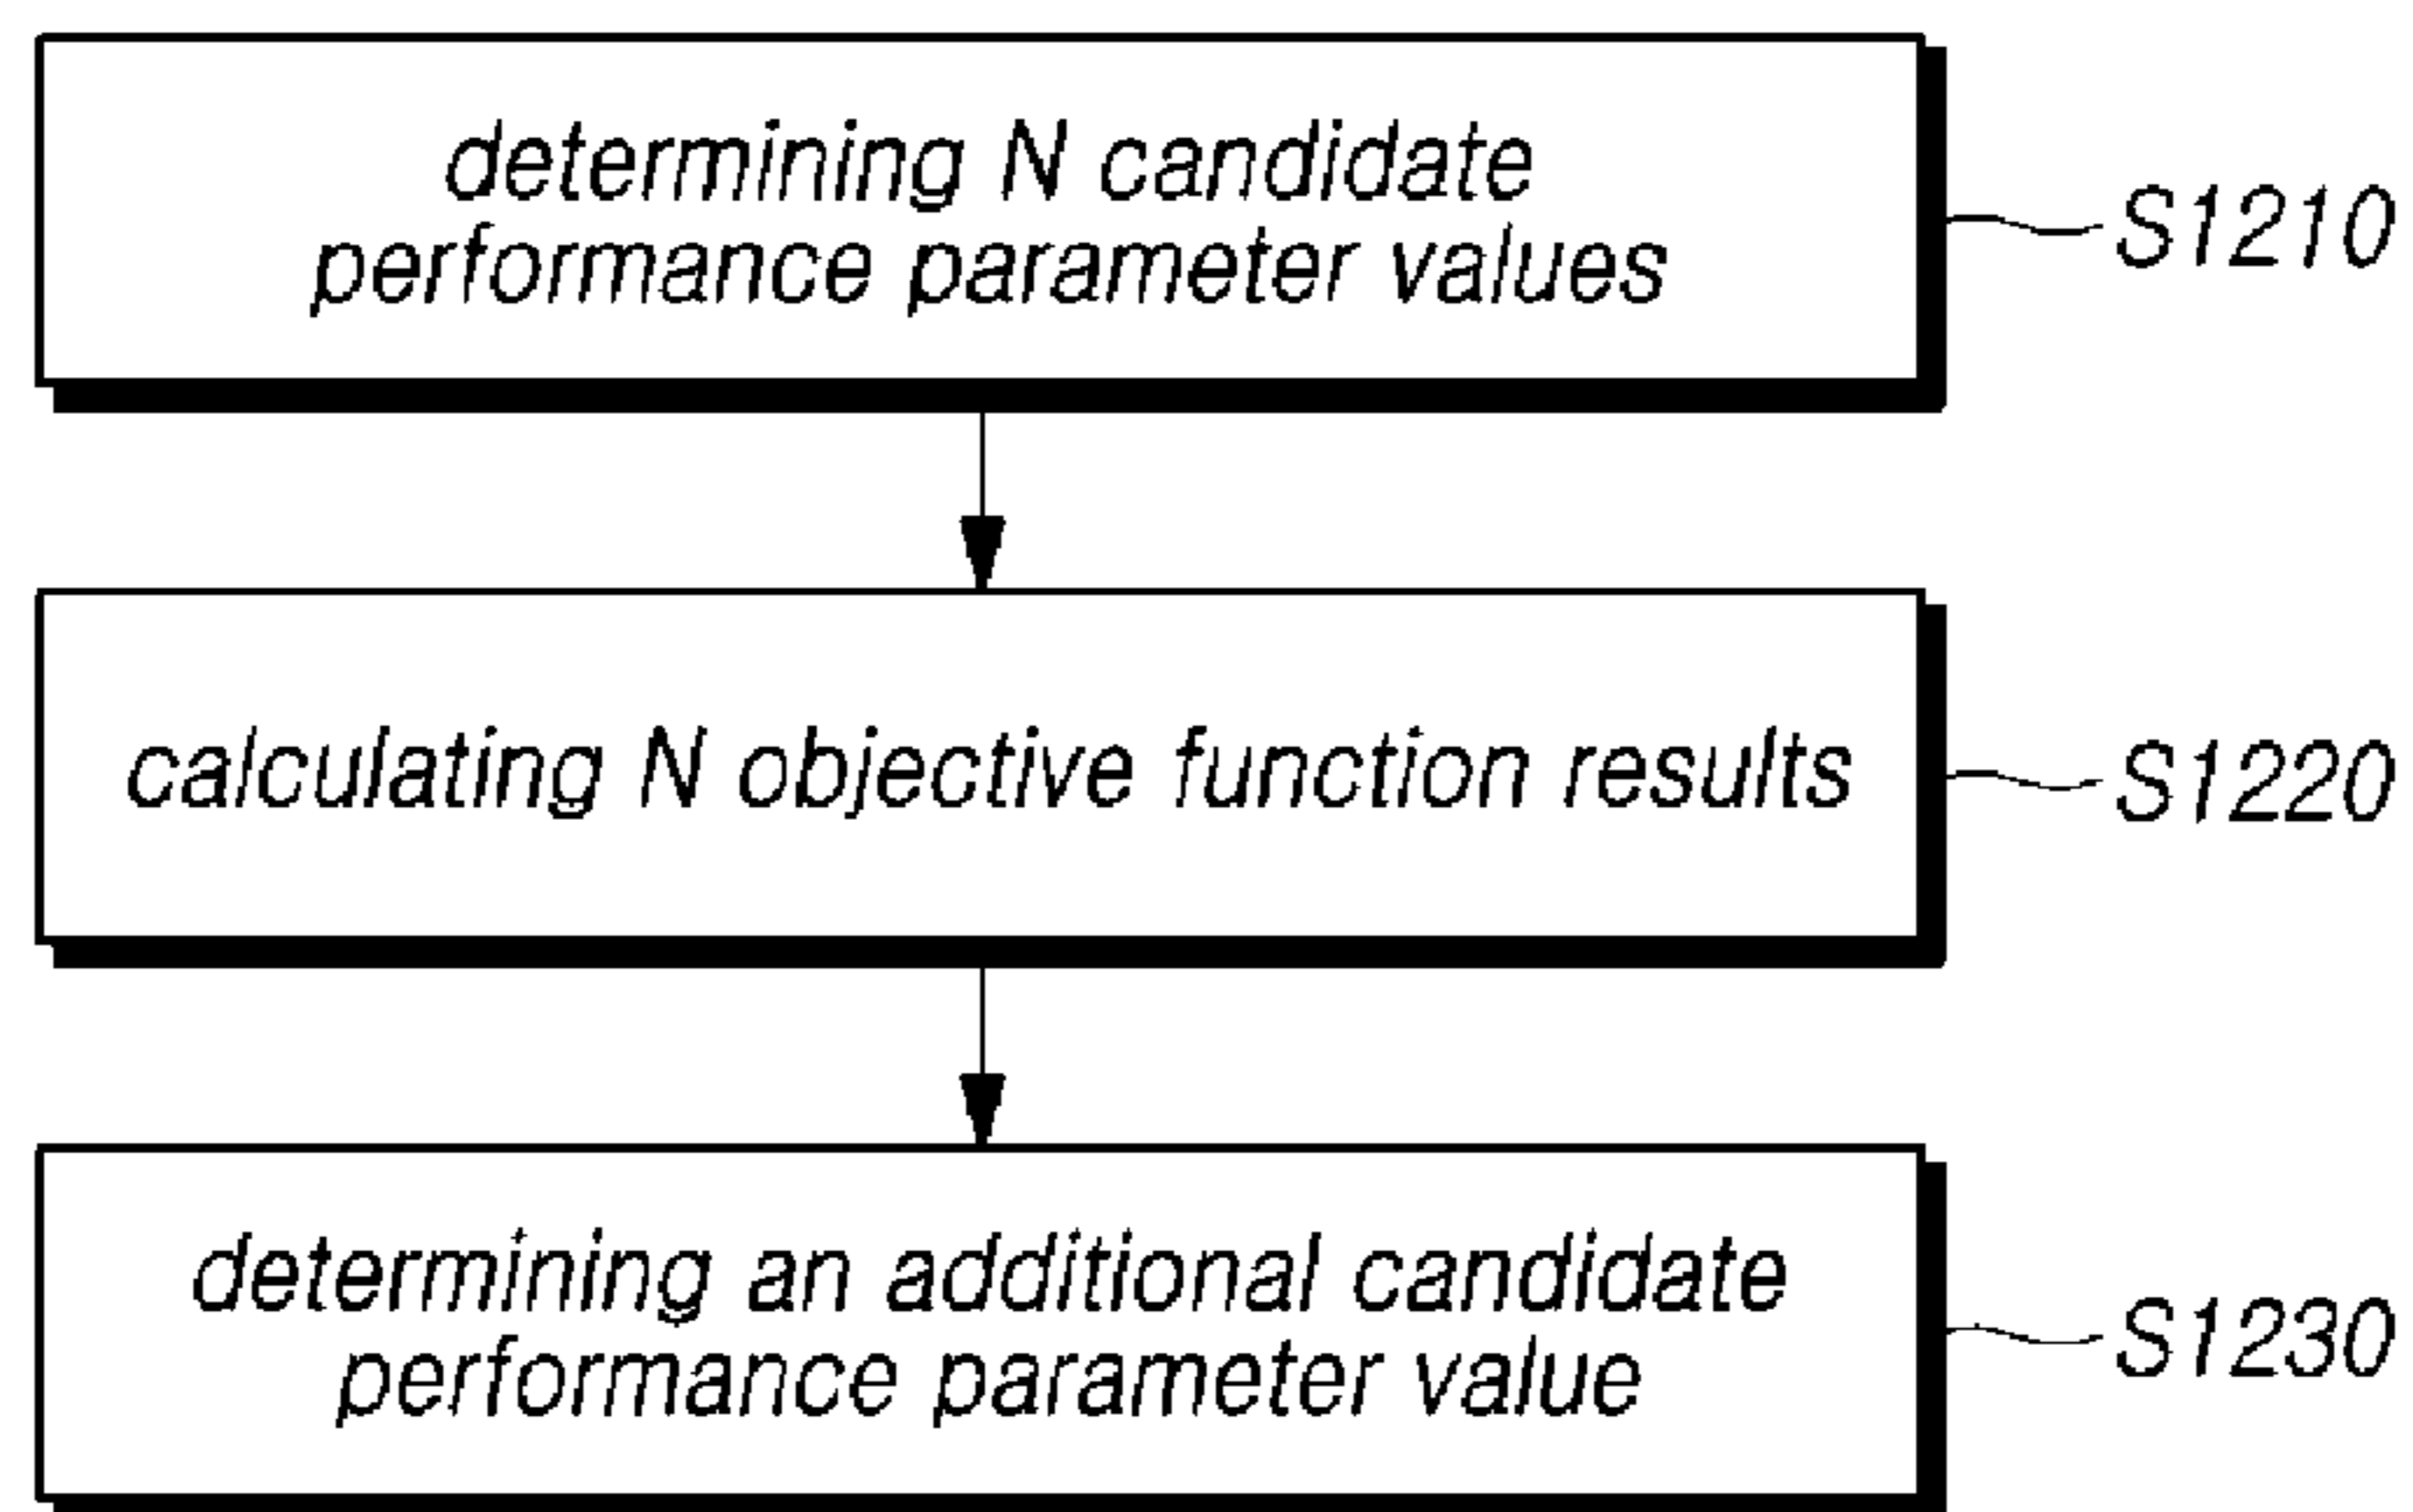 determining N candidate
performance parameter values
S1210
calculating N objective function results
S1220
determining an additional candidate
performance parameter value
S1230